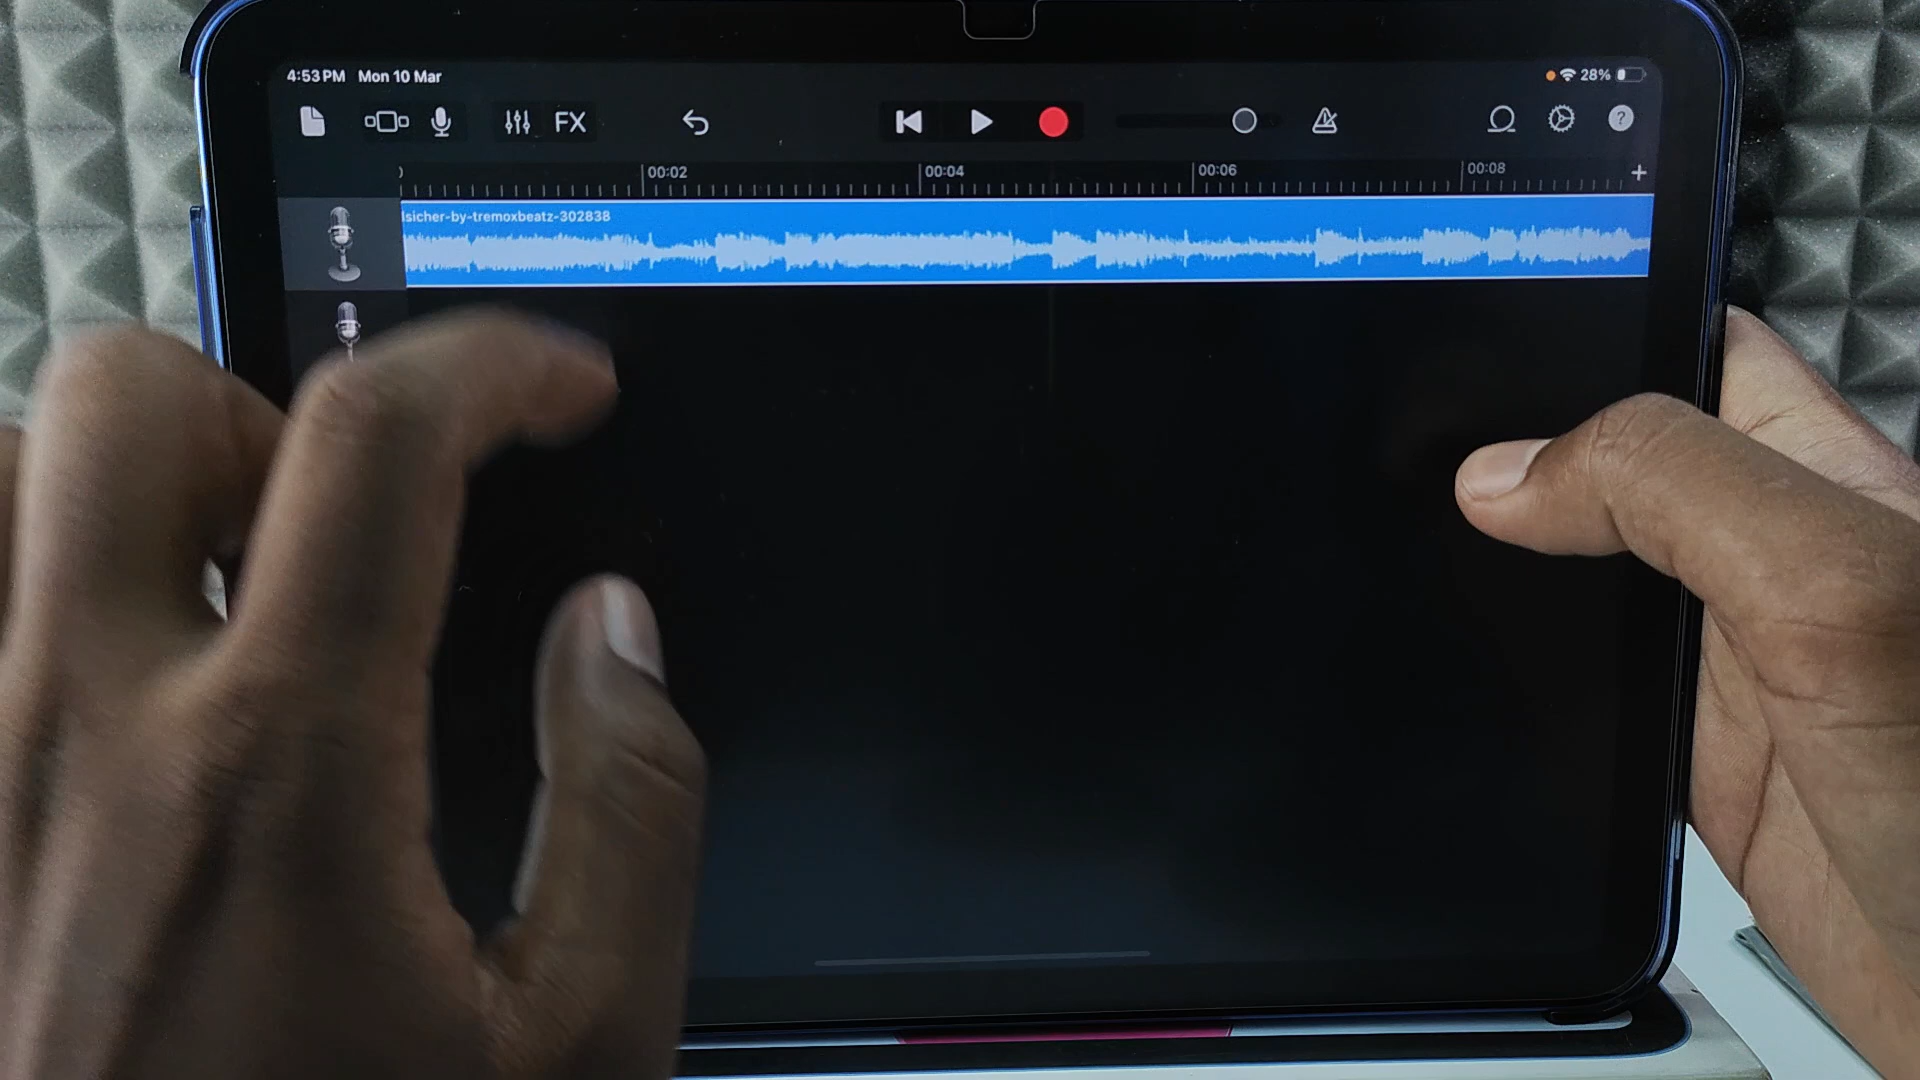 4:53 PM Mon 10 Mar
28%
FX
?
00:02
00:04
00:06
00:08
+
lsicher-by-tremoxbeatz-302838